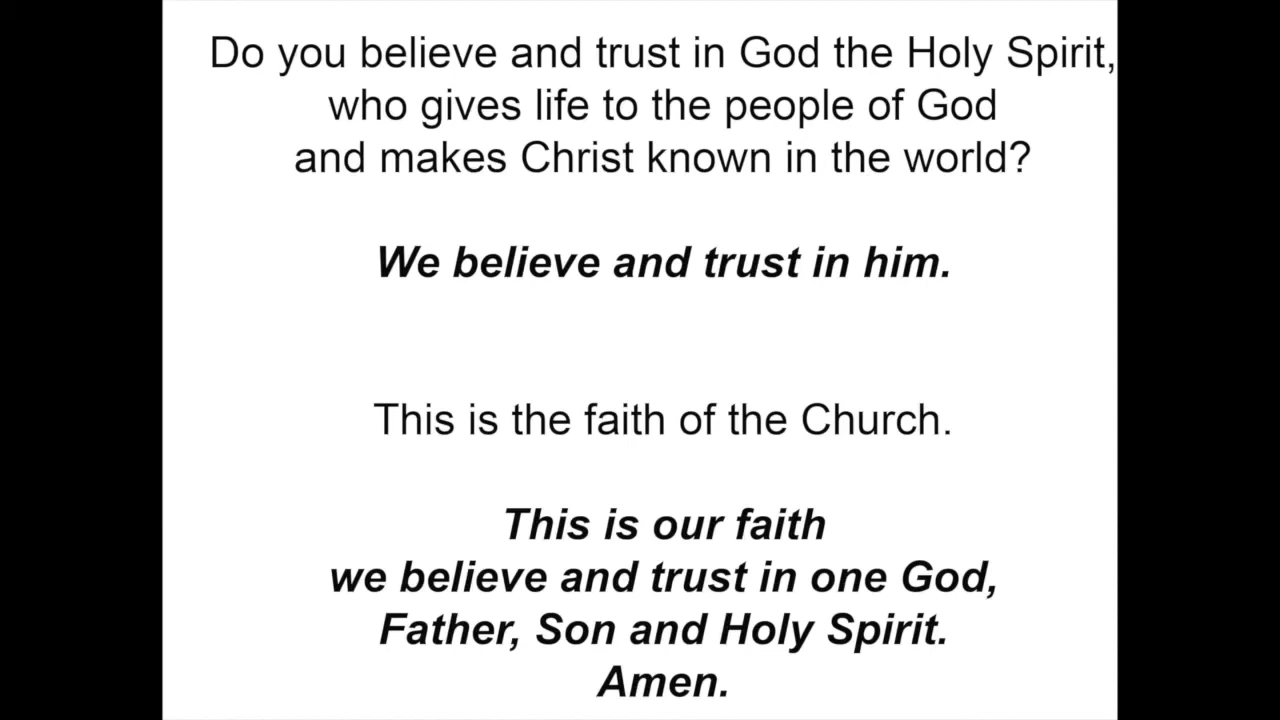 Do you believe and trust in God the Holy Spirit,
who gives life to the people of God
and makes Christ known in the world?
We believe and trust in him.
This is the faith of the Church.
This is our faith
we believe and trust in one God,
Father, Son and Holy Spirit.
Amen.